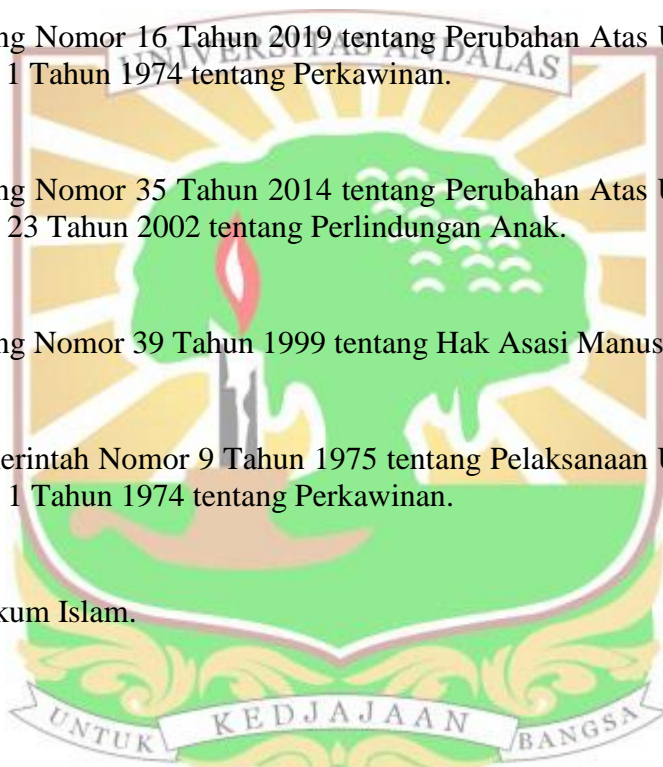 ng Nomor 16 Tahun 2019 tentang Perubahan Atas U
UNIVERSITAS ANDALAS
1 Tahun 1974 tentang Perkawinan.
ng Nomor 35 Tahun 2014 tentang Perubahan Atas U
23 Tahun 2002 tentang Perlindungan Anak.
ng Nomor 39 Tahun 1999 tentang Hak Asasi Manus
erintah Nomor 9 Tahun 1975 tentang Pelaksanaan U
1 Tahun 1974 tentang Perkawinan.
kum Islam.
UNTUK KEDJAJAAN BANGSA